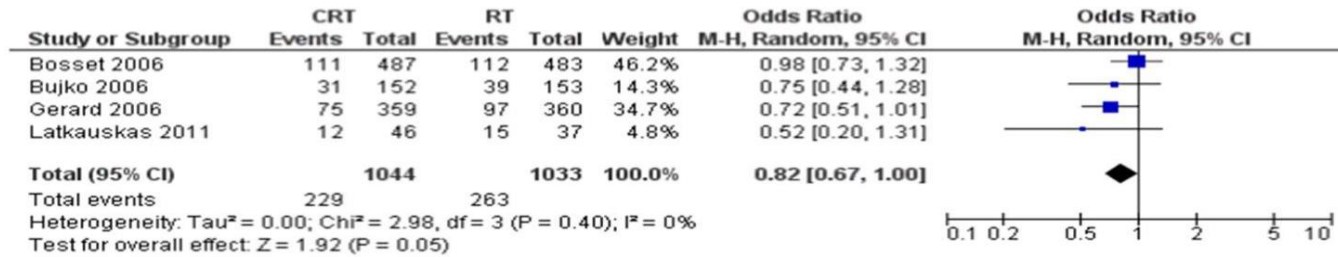 CRT RT Odds Ratio Odds Ratio
Study or Subgroup Events Total Events Total Weight M-H, Random, 95% CI M-H, Random, 95% CI
Bosset 2006 111 487 112 483 46.2% 0.98 [0.73, 1.32]
Bujko 2006 31 152 39 153 14.3% 0.75 [0.44, 1.28]
Gerard 2006 75 359 97 360 34.7% 0.72 [0.51, 1.01]
Latkauskas 2011 12 46 15 37 4.8% 0.52 [0.20, 1.31]
Total (95% CI) 1044 1033 100.0% 0.82 [0.67, 1.00]
Total events 229 263
Heterogeneity: Tau² = 0.00; Chi² = 2.98, df = 3 (P = 0.40); I² = 0%
Test for overall effect: Z = 1.92 (P = 0.05)
0.1 0.2 0.5 1 2 5 10